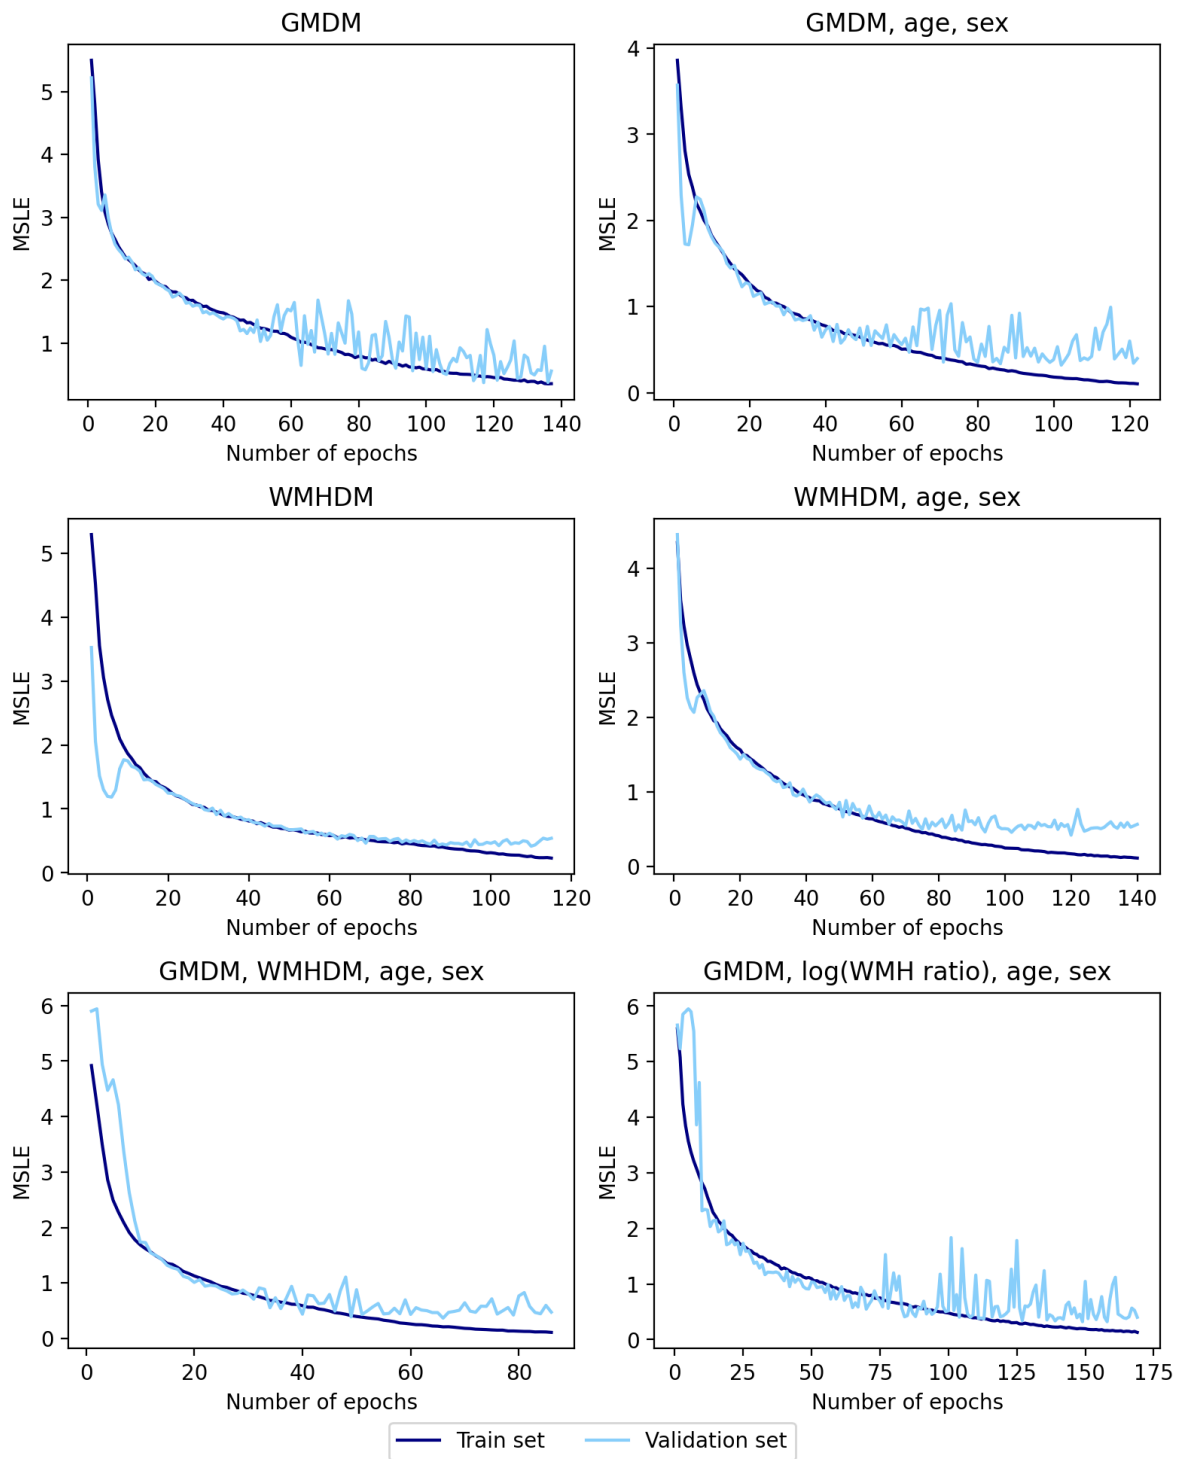 GMDM
GMDM, age, sex
5
4
3
2
1
MSLE
0 20 40 60 80 100 120 140
Number of epochs
4
3
2
1
0
MSLE
0 20 40 60 80 100 120
Number of epochs
WMHDM
WMHDM, age, sex
5
4
3
2
1
0
MSLE
0 20 40 60 80 100 120
Number of epochs
4
3
2
1
0
MSLE
0 20 40 60 80 100 120 140
Number of epochs
GMDM, WMHDM, age, sex
GMDM, log(WMH ratio), age, sex
6
5
4
3
2
1
0
MSLE
0 20 40 60 80
Number of epochs
6
5
4
3
2
1
0
MSLE
0 25 50 75 100 125 150 175
Number of epochs
Train set
Validation set